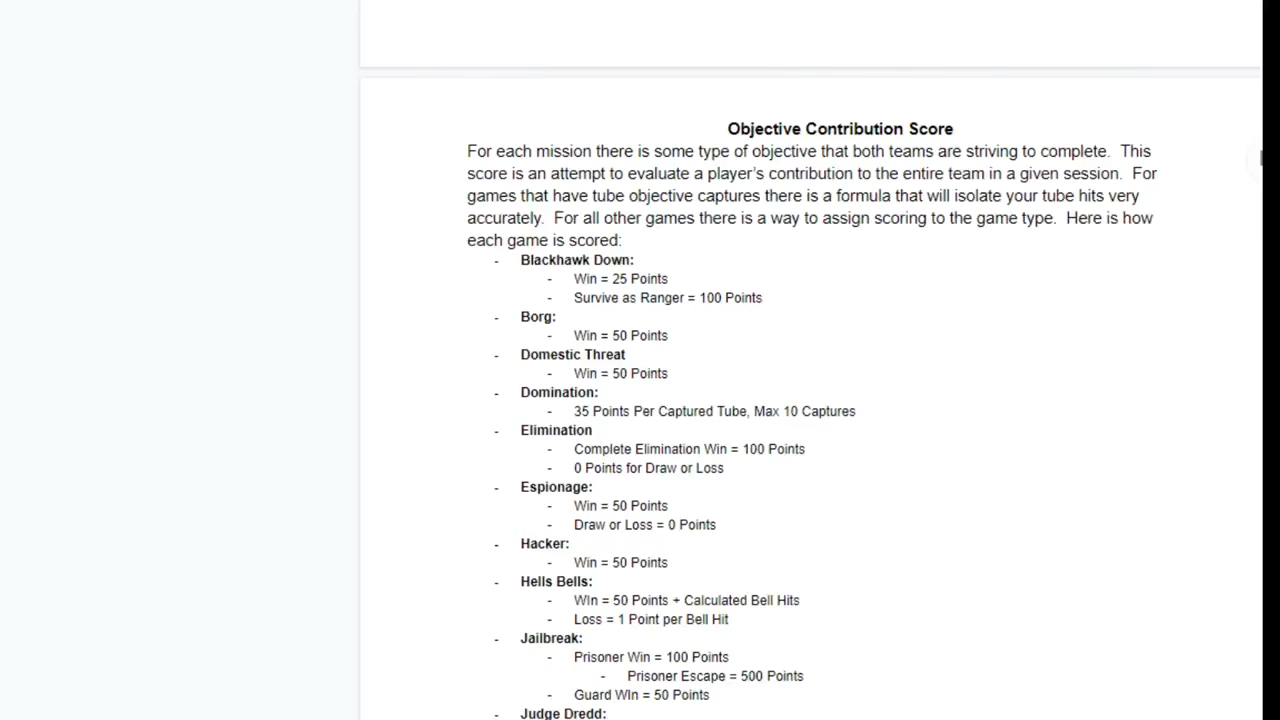 Objective Contribution Score
For each mission there is some type of objective that both teams are striving to complete.  This
score is an attempt to evaluate a player's contribution to the entire team in a given session.  For
games that have tube objective captures there is a formula that will isolate your tube hits very
accurately.  For all other games there is a way to assign scoring to the game type.  Here is how
each game is scored:
- Blackhawk Down:
- Win = 25 Points
- Survive as Ranger = 100 Points
- Borg:
- Win = 50 Points
- Domestic Threat
- Win = 50 Points
- Domination:
- 35 Points Per Captured Tube, Max 10 Captures
- Elimination
- Complete Elimination Win = 100 Points
- 0 Points for Draw or Loss
- Espionage:
- Win = 50 Points
- Draw or Loss = 0 Points
- Hacker:
- Win = 50 Points
- Hells Bells:
- WIn = 50 Points + Calculated Bell Hits
- Loss = 1 Point per Bell Hit
- Jailbreak:
- Prisoner Win = 100 Points
- Prisoner Escape = 500 Points
- Guard WIn = 50 Points
- Judge Dredd: